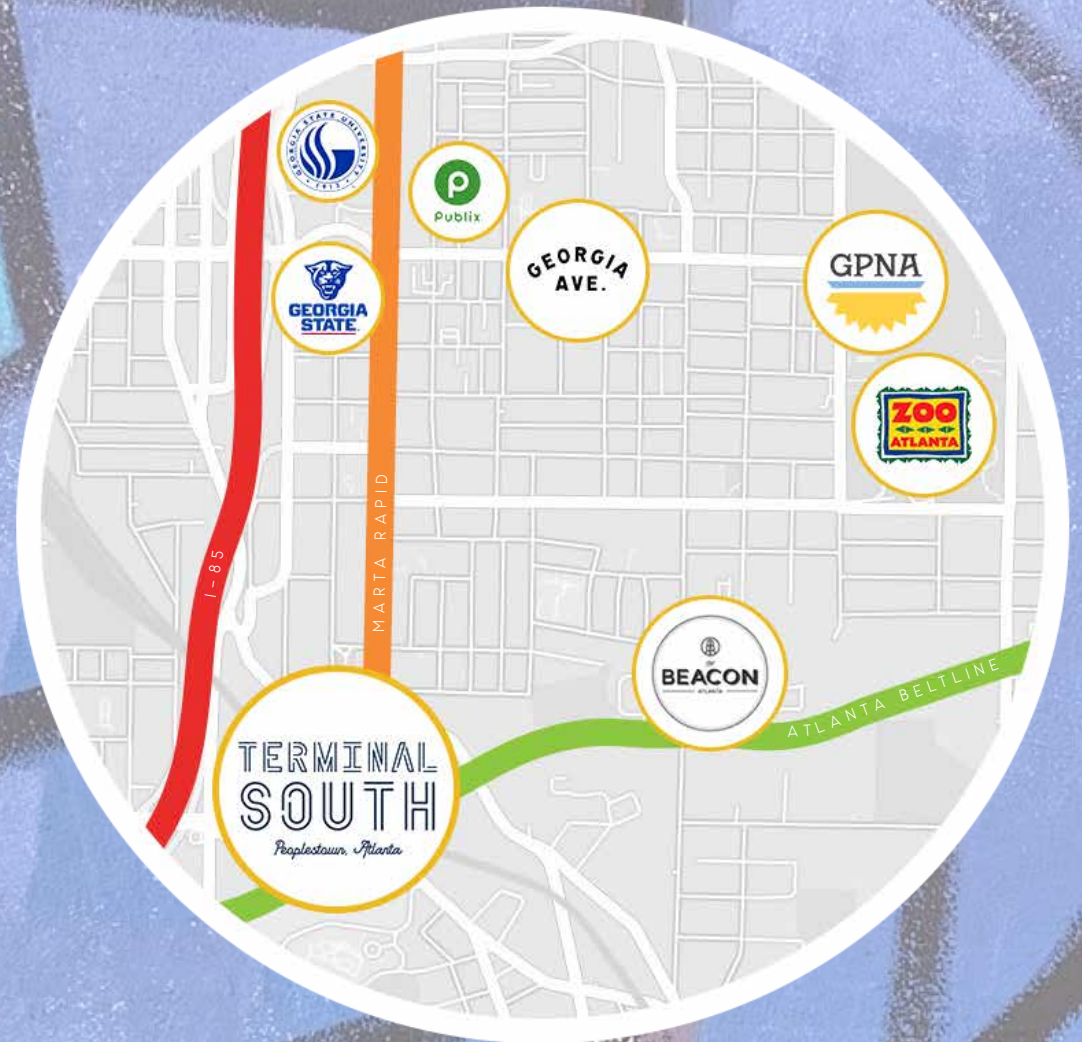 GEORGIA STATE UNIVERSITY
• 1913 •
Publix
GEORGIA
AVE.
GPNA
GEORGIA
STATE
ZOO
ATLANTA
MARTA RAPID
I-85
BEACON
ATLANTA
ATLANTA BELTLINE
TERMINAL
SOUTH
Peoplestown, Atlanta